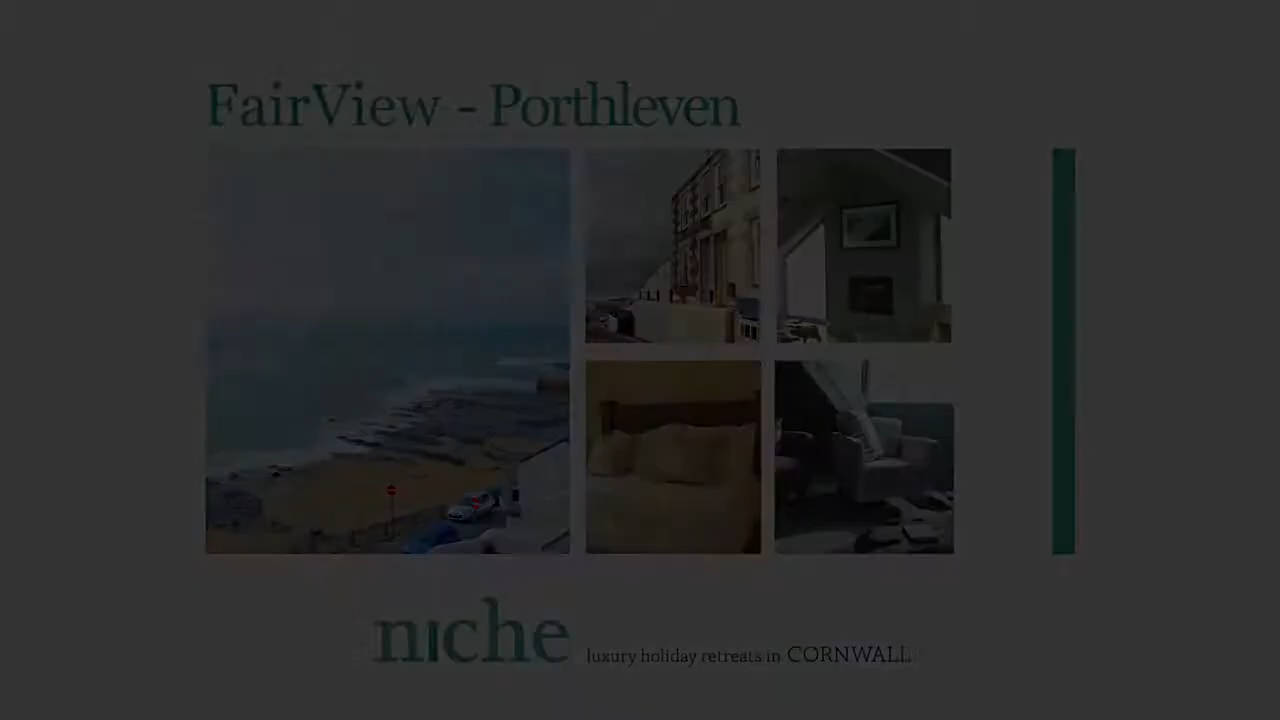 FairView - Porthleven
niche luxury holiday retreats in CORNWALL